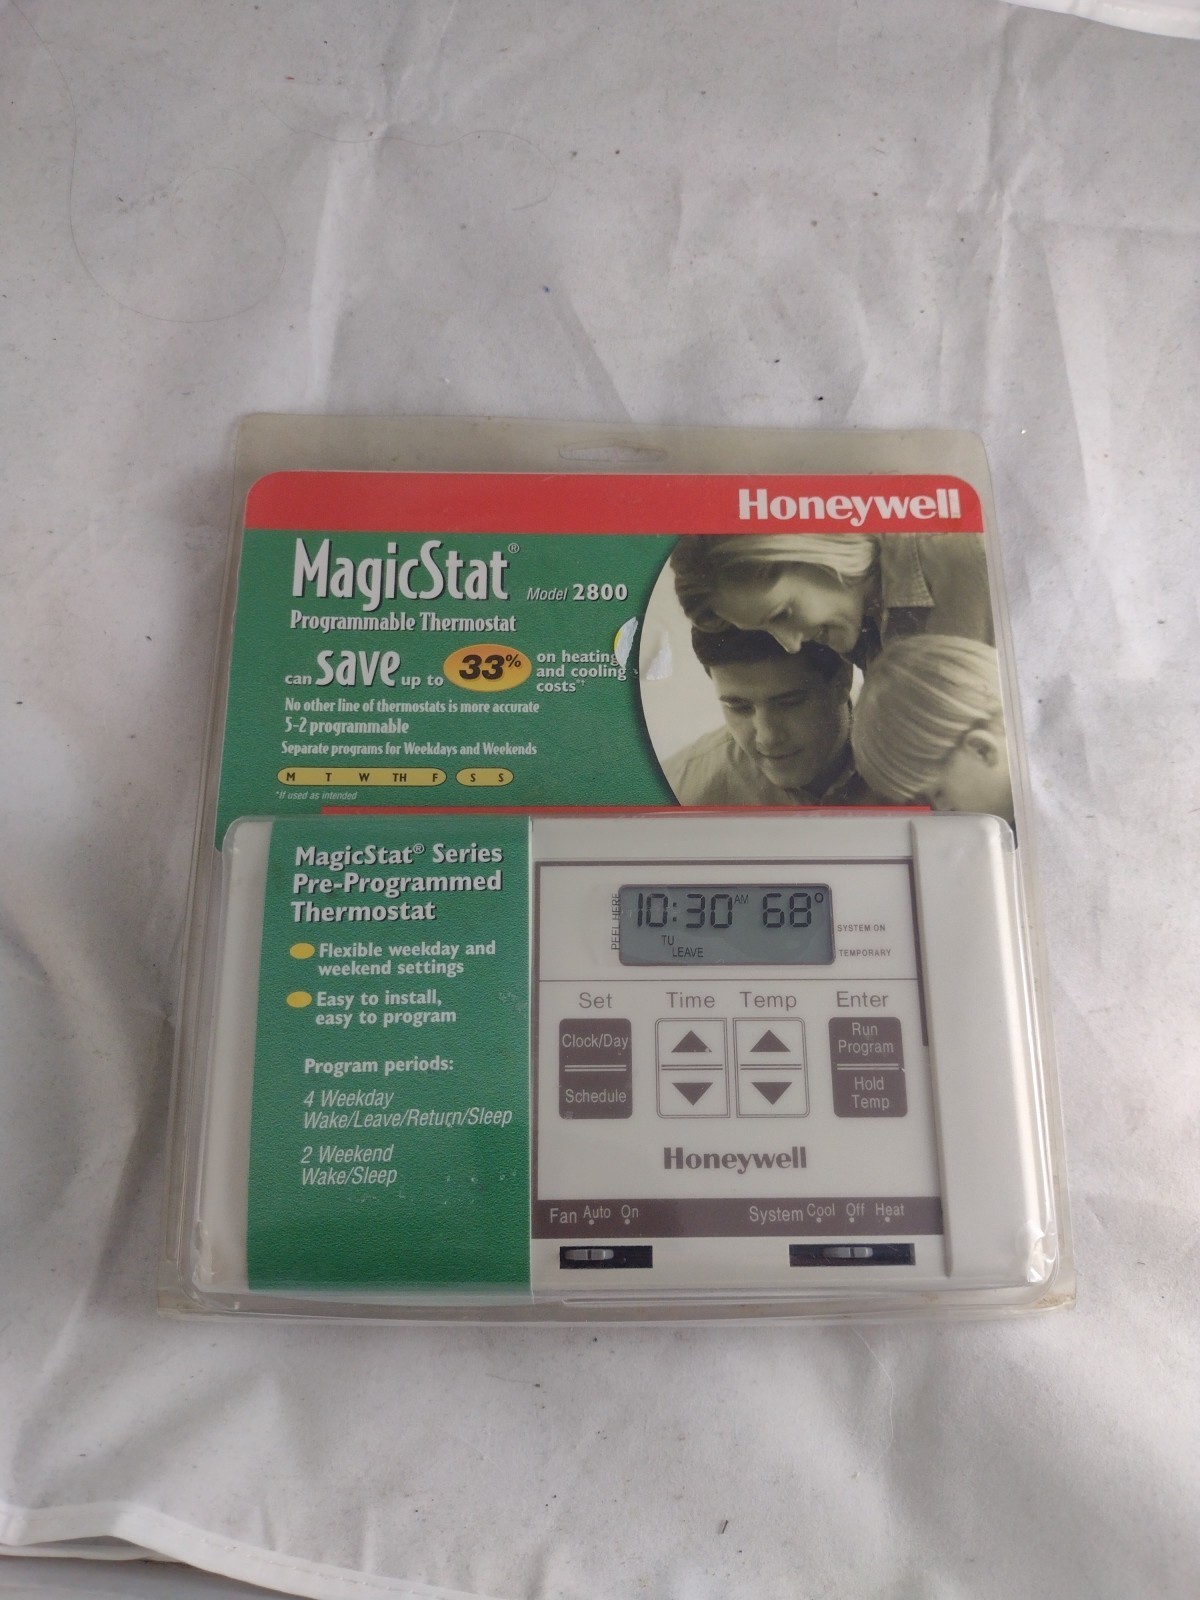 Honeywell
MagicStat® Model 2800
Programmable Thermostat
can save up to 33% on heating
and cooling
costs*†
No other line of thermostats is more accurate
5-2 programmable
Separate programs for Weekdays and Weekends
M T W TH F S S
*If used as intended
MagicStat® Series
Pre-Programmed
Thermostat
Flexible weekday and
weekend settings
Easy to install,
easy to program
Program periods:
4 Weekday
Wake/Leave/Return/Sleep
2 Weekend
Wake/Sleep
PEEL HERE
10:30 AM 68°
TU
LEAVE
SYSTEM ON
TEMPORARY
Set Time Temp Enter
Clock/Day
Schedule
Run
Program
Hold
Temp
Honeywell
Fan Auto On System Cool Off Heat